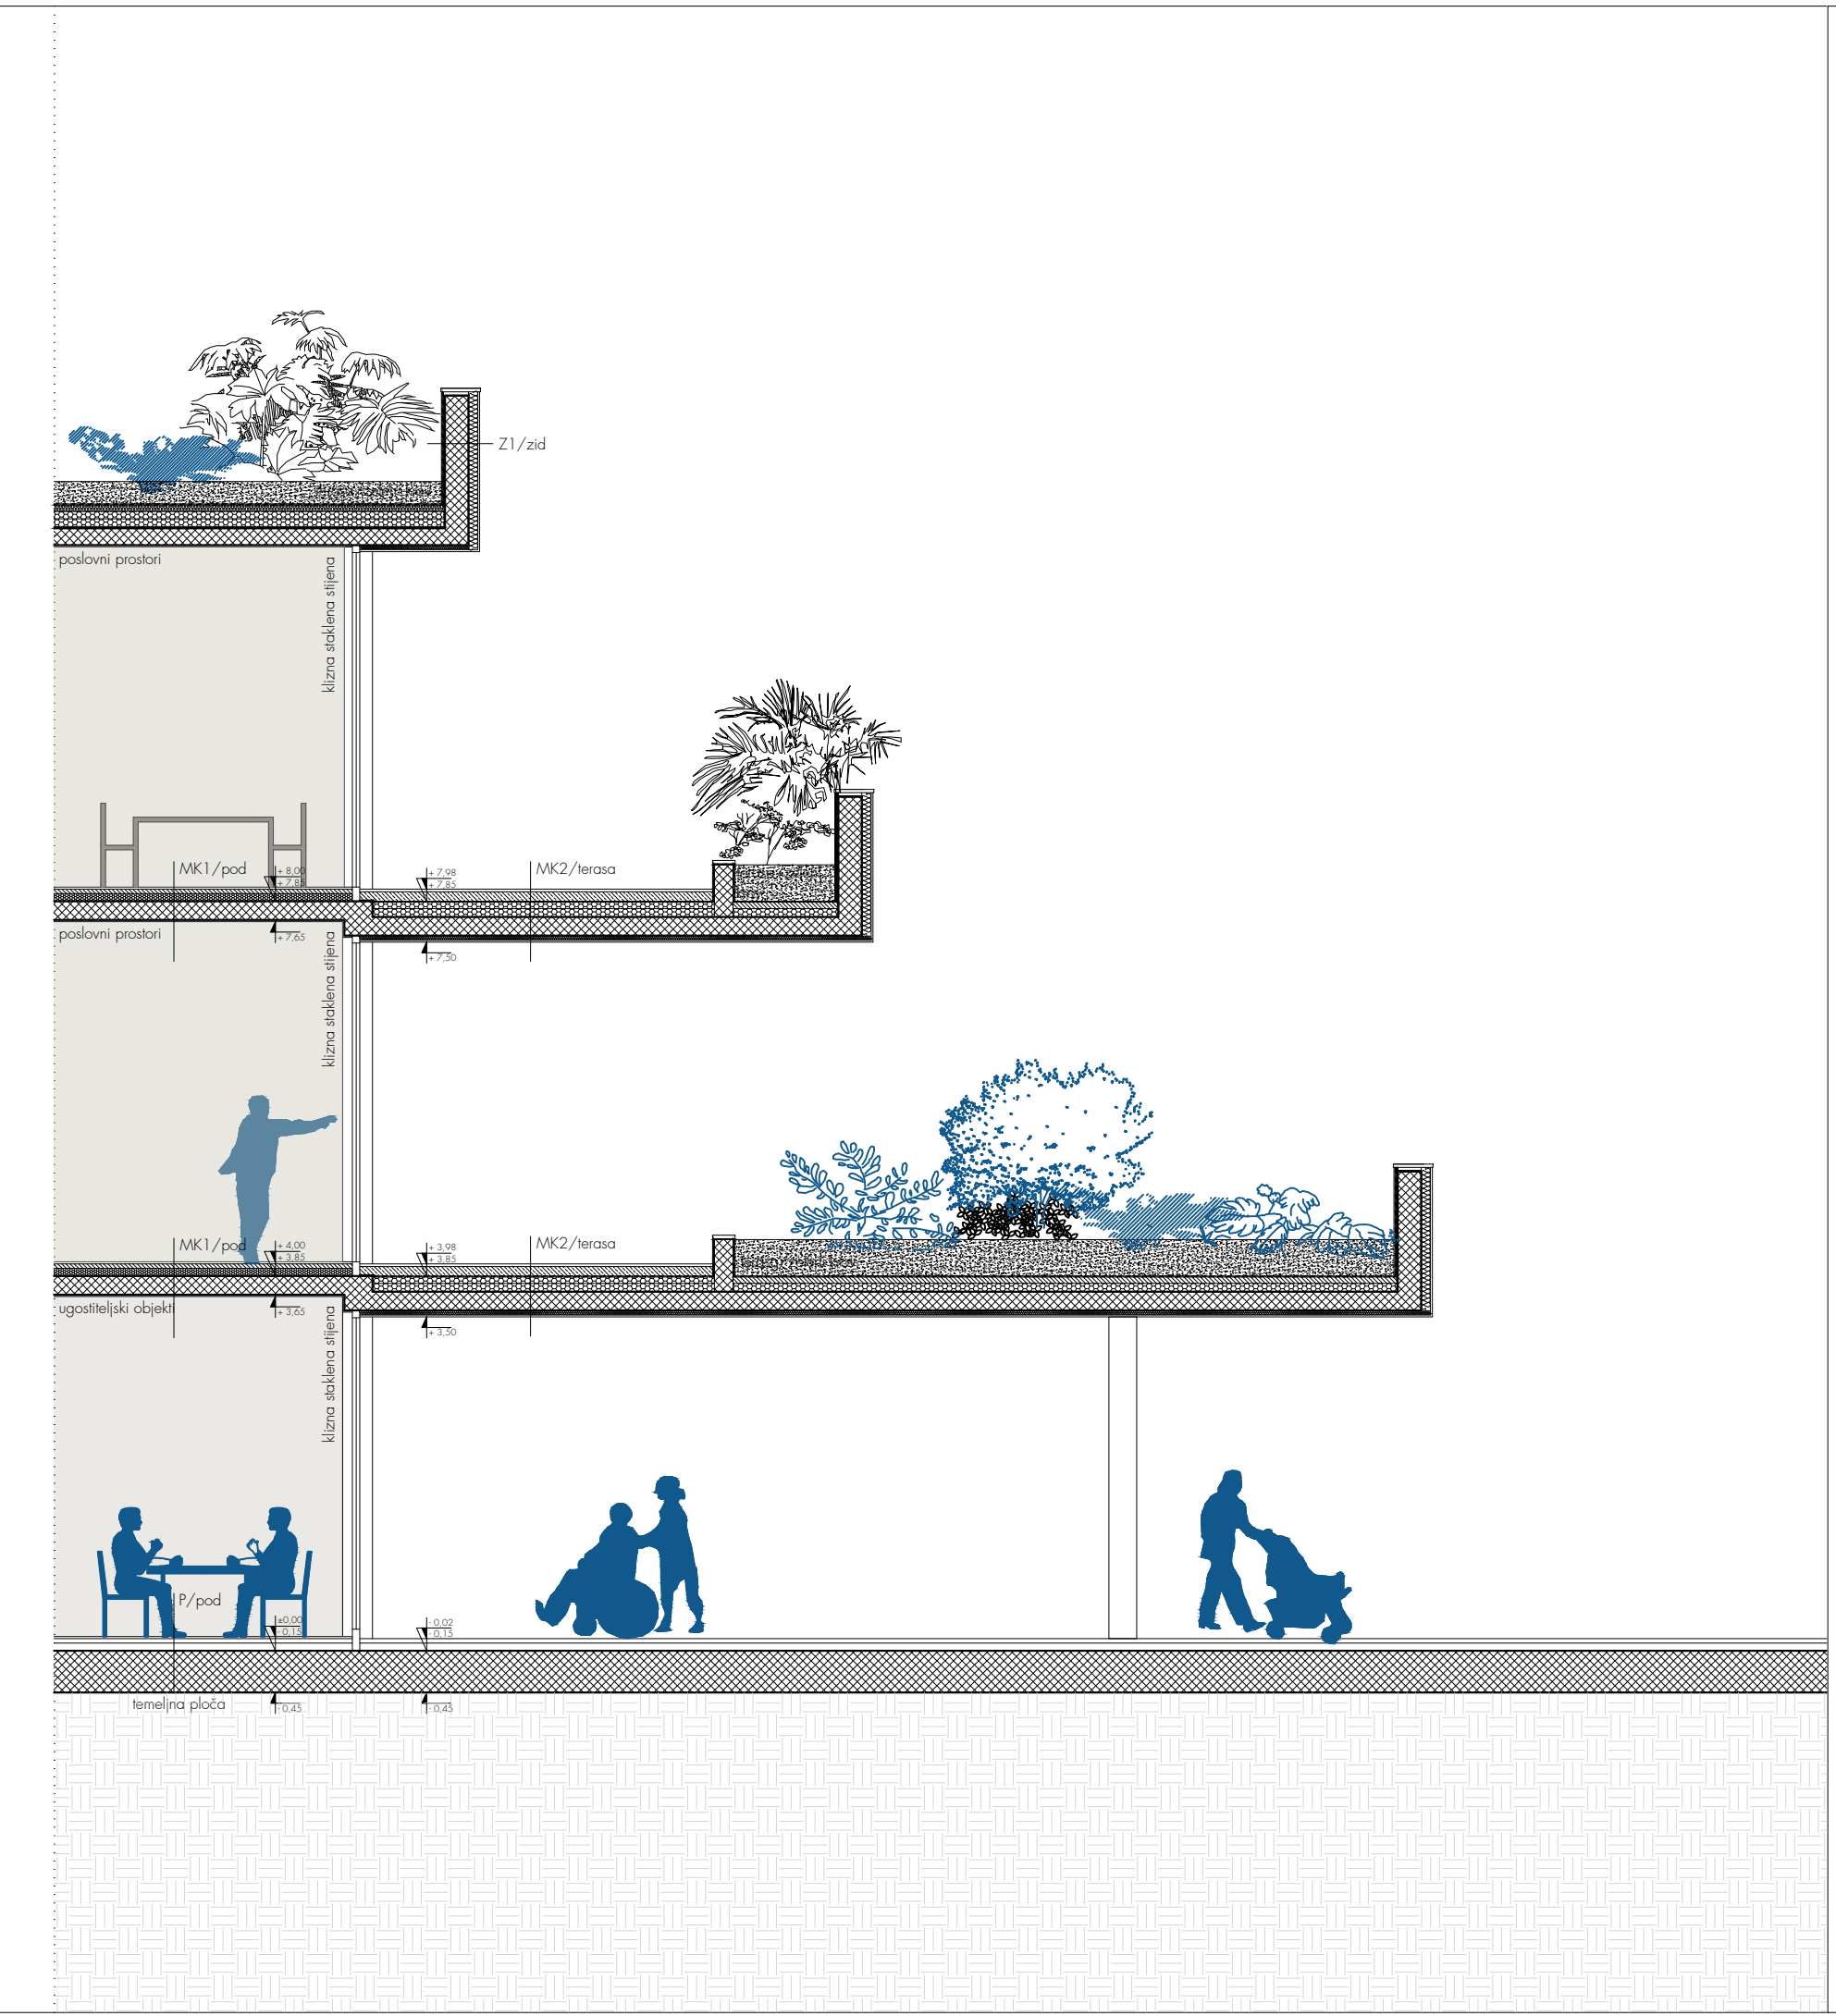 Z1/zid
poslovni prostori
klizna staklena stijena
MK1/pod
+ 8,00
+ 7,85
+ 7,98
+ 7,85
MK2/terasa
poslovni prostori
+ 7,65
+ 7,50
klizna staklena stijena
MK1/pod
+ 4,00
+ 3,85
+ 3,98
+ 3,85
MK2/terasa
ugostiteljski objekti
+ 3,65
+ 3,50
klizna staklena stijena
P/pod
±0,00
- 0,15
- 0,02
- 0,15
temeljna ploča
- 0,45
- 0,45